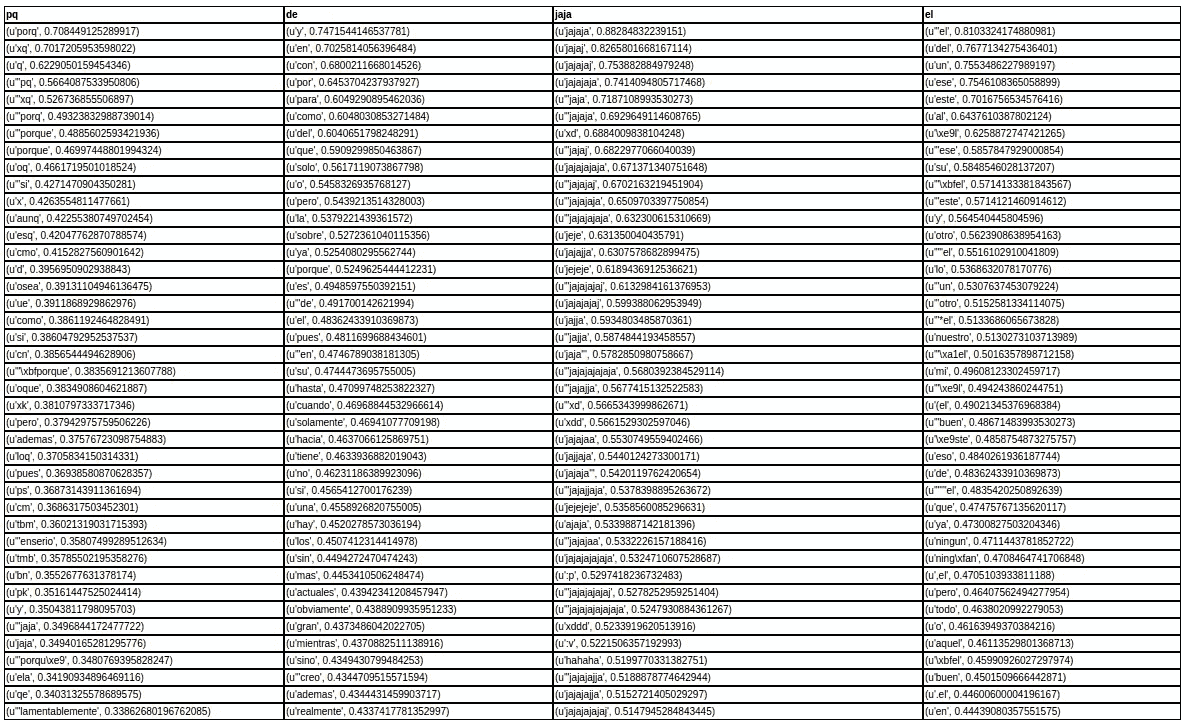 pq de jaja el
(u'porq', 0.708449125289917) (u'y', 0.7471544146537781) (u'jajaja', 0.88284832239151) (u'"el', 0.8103324174880981)
(u'xq', 0.7017205953598022) (u'en', 0.7025814056396484) (u'jajaj', 0.8265801668167114) (u'del', 0.7677134275436401)
(u'q', 0.6229050159454346) (u'con', 0.6800211668014526) (u'jajajaj', 0.753882884979248) (u'un', 0.7553486227989197)
(u'"pq', 0.5664087533950806) (u'por', 0.6453704237937927) (u'jajajaja', 0.7414094805717468) (u'ese', 0.7546108365058899)
(u'"xq', 0.526736855506897) (u'para', 0.6049290895462036) (u'"jaja', 0.7187108993530273) (u'este', 0.7016756534576416)
(u'"porq', 0.49323832988739014) (u'como', 0.6048030853271484) (u'"jajaja', 0.6929649114608765) (u'al', 0.6437610387802124)
(u'"porque', 0.4885602593421936) (u'del', 0.6040651798248291) (u'xd', 0.6884009838104248) (u'\xe9l', 0.6258872747421265)
(u'porque', 0.46997448801994324) (u'que', 0.5909299850463867) (u'"jajaj', 0.6822977066040039) (u'"ese', 0.5857847929000854)
(u'oq', 0.4661719501018524) (u'solo', 0.5617119073867798) (u'jajajajaja', 0.671371340751648) (u'su', 0.5848546028137207)
(u'"si', 0.4271470904350281) (u'o', 0.5458326935768127) (u'"jajajaj', 0.6702163219451904) (u'"\xbfel', 0.5714133381843567)
(u'x', 0.4263554811477661) (u'pero', 0.5439213514328003) (u'"jajajaja', 0.6509703397750854) (u'"este', 0.5714121460914612)
(u'aunq', 0.42255380749702454) (u'la', 0.5379221439361572) (u'"jajajajaja', 0.632300615310669) (u'y', 0.564540445804596)
(u'esq', 0.42047762870788574) (u'sobre', 0.5272361040115356) (u'jeje', 0.631350040435791) (u'otro', 0.5623908638954163)
(u'cmo', 0.4152827560901642) (u'ya', 0.5254080295562744) (u'jajajja', 0.6307578682899475) (u'""el', 0.5516102910041809)
(u'd', 0.3956950902938843) (u'porque', 0.5249625444412231) (u'jejeje', 0.6189436912536621) (u'lo', 0.5368632078170776)
(u'osea', 0.39131104946136475) (u'es', 0.4948597550392151) (u'"jajajajaj', 0.6132984161376953) (u'"un', 0.5307637453079224)
(u'ue', 0.3911868929862976) (u'"de', 0.491700142621994) (u'jajajajaj', 0.599388062953949) (u'"otro', 0.5152581334114075)
(u'como', 0.3861192464828491) (u'el', 0.48362433910369873) (u'jajja', 0.5934803485870361) (u'"*el', 0.5133686065673828)
(u'si', 0.38604792952537537) (u'pues', 0.4811699688434601) (u'"jajja', 0.5874844193458557) (u'nuestro', 0.5130273103713989)
(u'cn', 0.3856544494628906) (u'"en', 0.4746789038181305) (u'jaja"', 0.5782850980758667) (u'"\xa1el', 0.5016357898712158)
(u'"\xbfporque', 0.3835691213607788) (u'su', 0.4744473695755005) (u'"jajajajajaja', 0.5680392384529114) (u'mi', 0.49608123302459717)
(u'oque', 0.3834908604621887) (u'hasta', 0.47099748253822327) (u'"jajajja', 0.5677415132522583) (u'"\xe9l', 0.494243860244751)
(u'xk', 0.3810797333717346) (u'cuando', 0.46968844532966614) (u'"xd', 0.5665343999862671) (u'(el', 0.49021345376968384)
(u'pero', 0.37942975759506226) (u'solamente', 0.46941077709198) (u'xdd', 0.5661529302597046) (u'"buen', 0.48671483993530273)
(u'ademas', 0.37576723098754883) (u'hacia', 0.4637066125869751) (u'jajajaa', 0.5530749559402466) (u'\xe9ste', 0.4858754873275757)
(u'loq', 0.3705834150314331) (u'tiene', 0.4633936882019043) (u'jajjaja', 0.5440124273300171) (u'eso', 0.4840261936187744)
(u'pues', 0.36938580870628357) (u'no', 0.46231186389923096) (u'jajaja"', 0.5420119762420654) (u'de', 0.48362433910369873)
(u'ps', 0.36873143911361694) (u'si', 0.4565412700176239) (u'"jajajjaja', 0.5378398895263672) (u'"""el', 0.4835420250892639)
(u'cm', 0.3686317503452301) (u'una', 0.4558926820755005) (u'jejejeje', 0.5358560085296631) (u'que', 0.47475767135620117)
(u'tbm', 0.36021319031715393) (u'hay', 0.4520278573036194) (u'ajaja', 0.5339887142181396) (u'ya', 0.47300827503204346)
(u'"enserio', 0.35807499289512634) (u'los', 0.4507412314414978) (u'"jajajaa', 0.5332226157188416) (u'ningun', 0.4711443781852722)
(u'tmb', 0.35785502195358276) (u'sin', 0.4494272470474243) (u'jajajajajaja', 0.5324710607528687) (u'ning\xfan', 0.4708464741706848)
(u'bn', 0.3552677631378174) (u'mas', 0.4453410506248474) (u':p', 0.5297418236732483) (u',el', 0.4705103933811188)
(u'pk', 0.35161447525024414) (u'actuales', 0.43942341208457947) (u'"jajajajajaj', 0.5278252959251404) (u'pero', 0.46407562494277954)
(u'y', 0.35043811798095703) (u'obviamente', 0.4388909935951233) (u'"jajajajajajaja', 0.5247930884361267) (u'todo', 0.4638020992279053)
(u'"jaja', 0.3496844172477722) (u'gran', 0.4373486042022705) (u'xddd', 0.5233919620513916) (u'o', 0.46163949370384216)
(u'jaja', 0.34940165281295776) (u'mientras', 0.4370882511138916) (u':v', 0.5221506357192993) (u'aquel', 0.46113529801368713)
(u'"porqu\xe9', 0.3480769395828247) (u'sino', 0.4349430799484253) (u'hahaha', 0.5199770331382751) (u'\xbfel', 0.45990926027297974)
(u'ela', 0.34190934896469116) (u'"creo', 0.4344709515571594) (u'"jajajajja', 0.5188878774642944) (u'buen', 0.4501509666442871)
(u'qe', 0.34031325578689575) (u'ademas', 0.4344431459903717) (u'jajajajja', 0.5152721405029297) (u'.el', 0.44600600004196167)
(u'"lamentablemente', 0.33862680196762085) (u'realmente', 0.4337417781352997) (u'jajajajajaj', 0.5147945284843445) (u'en', 0.44439080357551575)